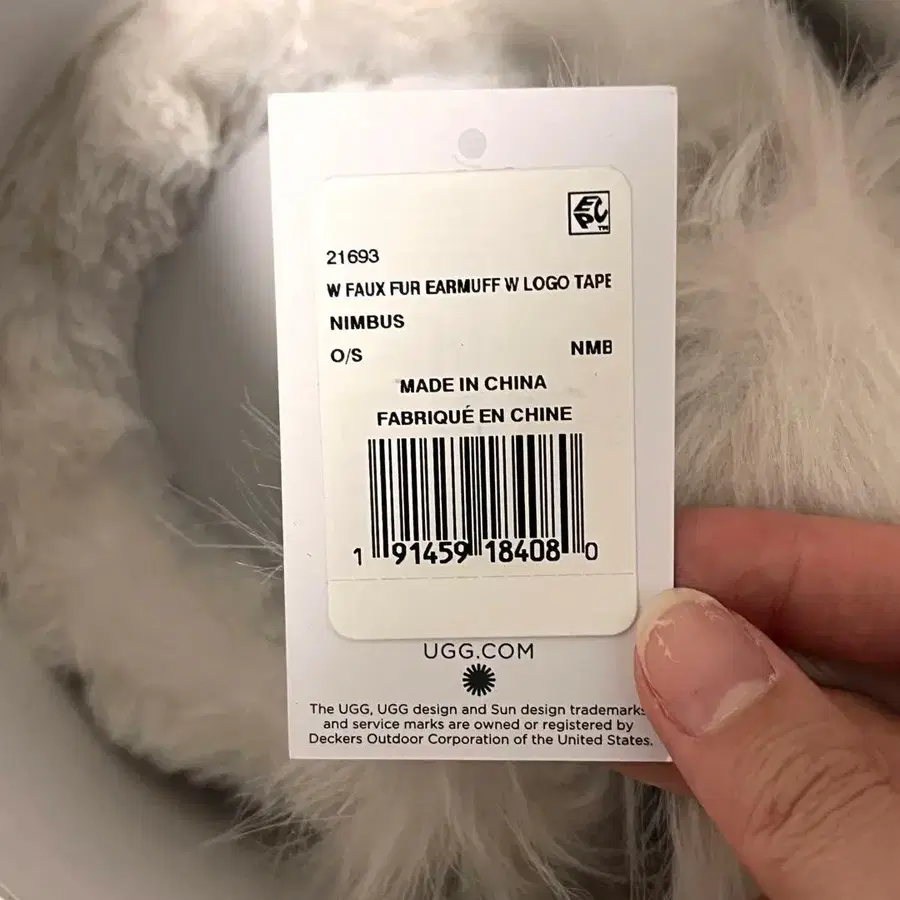 EPC™
21693
W FAUX FUR EARMUFF W LOGO TAPE
NIMBUS
O/S NMB
MADE IN CHINA
FABRIQUÉ EN CHINE
1 91459 18408 0
UGG.COM
The UGG, UGG design and Sun design trademarks
and service marks are owned or registered by
Deckers Outdoor Corporation of the United States.